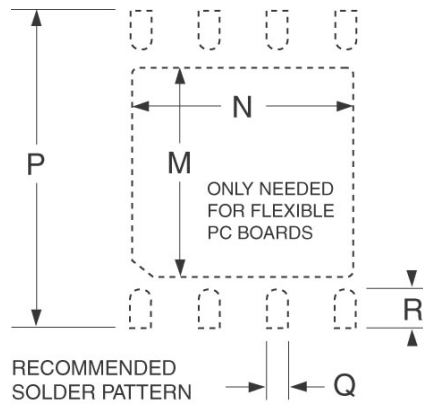 N
P
M
ONLY NEEDED
FOR FLEXIBLE
PC BOARDS
R
RECOMMENDED
SOLDER PATTERN
Q